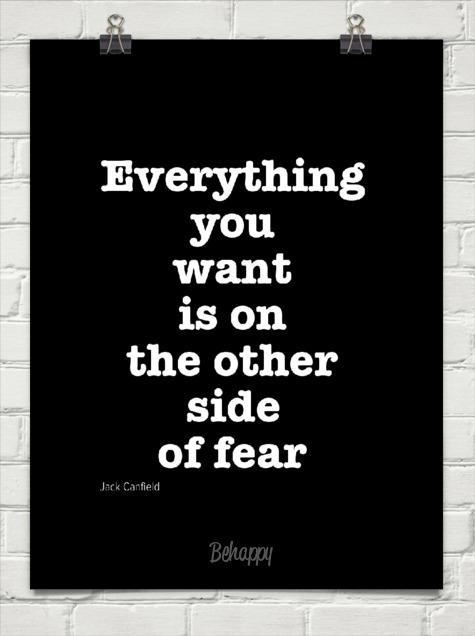 Everything
you
want
is on
the other
side
of fear
Jack Canfield
Behappy